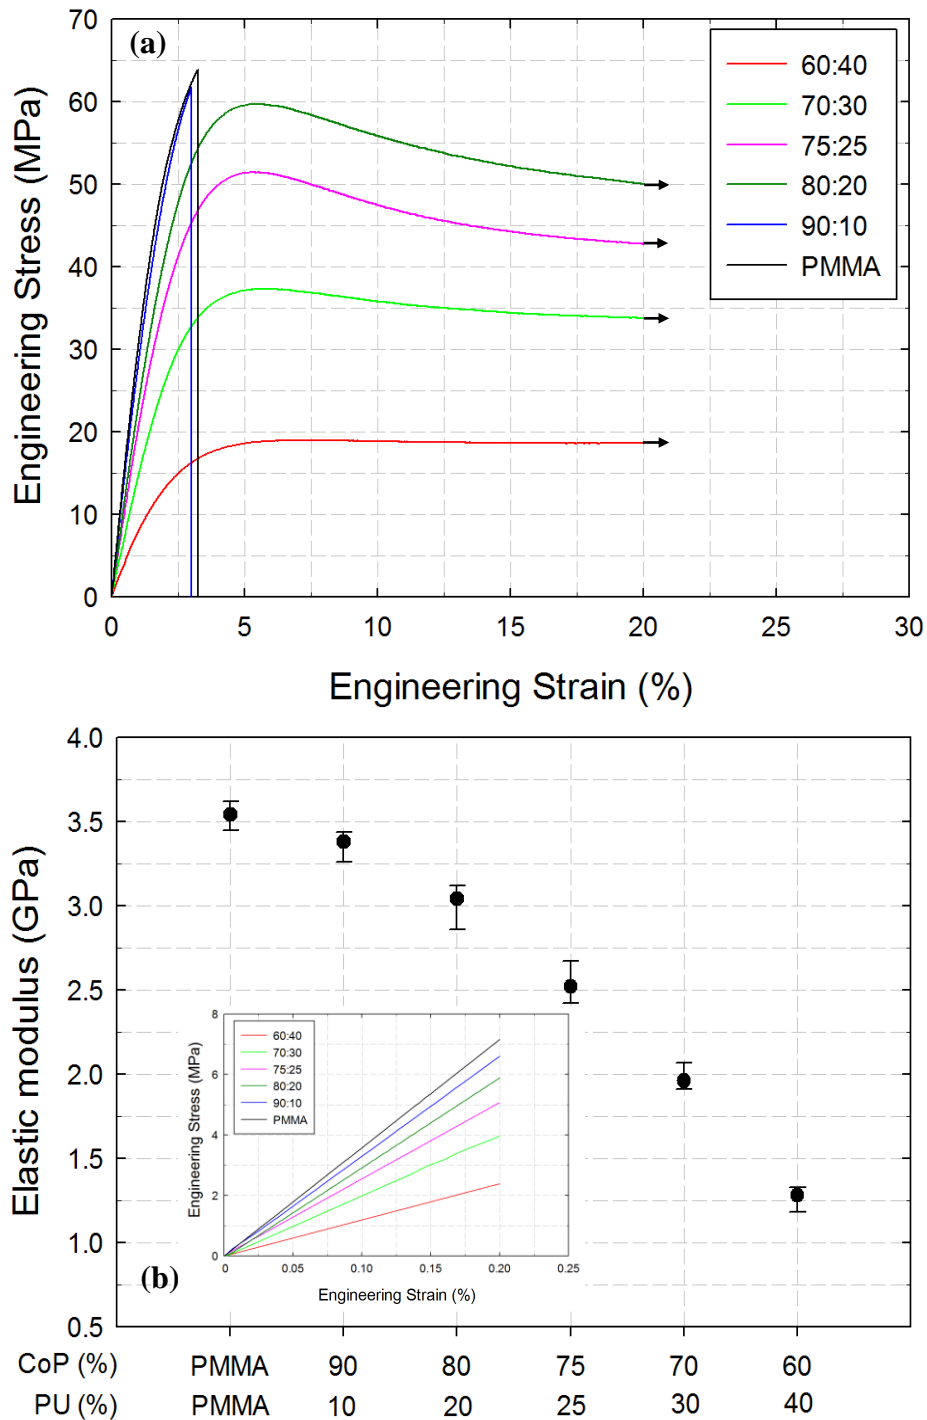 (a)
Engineering Stress (MPa)
70
60
50
40
30
20
10
0
60:40
70:30
75:25
80:20
90:10
PMMA
0 5 10 15 20 25 30
Engineering Strain (%)
Elastic modulus (GPa)
4.0
3.5
3.0
2.5
2.0
1.5
1.0
0.5
Engineering Stress (MPa)
8
6
4
2
0
60:40
70:30
75:25
80:20
90:10
PMMA
0 0.05 0.10 0.15 0.20 0.25
Engineering Strain (%)
(b)
CoP (%) PMMA 90 80 75 70 60
PU (%) PMMA 10 20 25 30 40